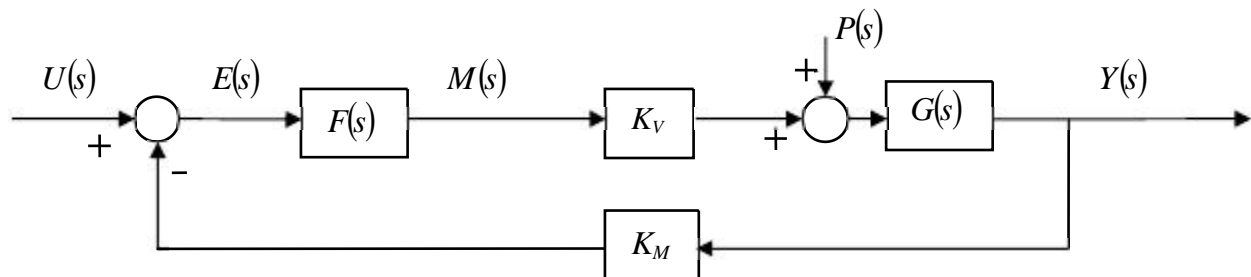 P(s)
U(s) E(s) M(s) Y(s)
+
F(s) K_V G(s)
+ +
−
K_M